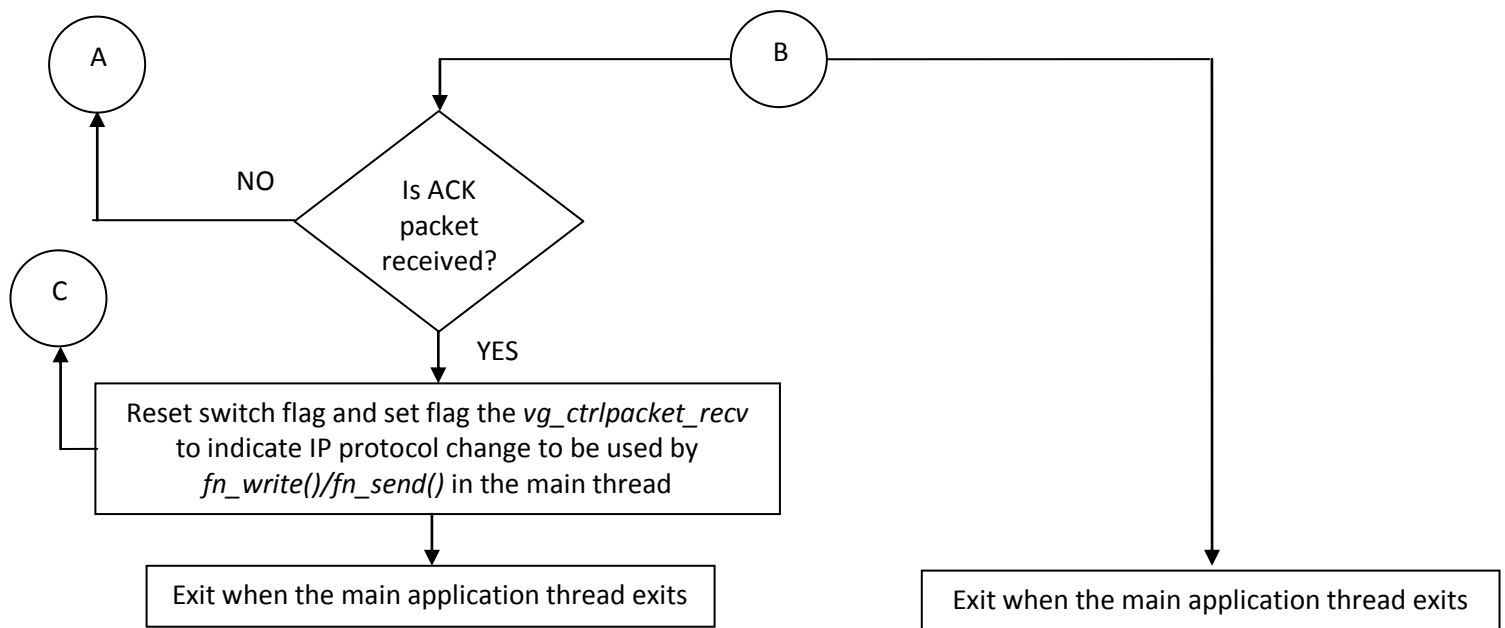 A
B
NO
Is ACK
packet
received?
C
YES
Reset switch flag and set flag the vg_ctrlpacket_recv
to indicate IP protocol change to be used by
fn_write()/fn_send() in the main thread
Exit when the main application thread exits
Exit when the main application thread exits